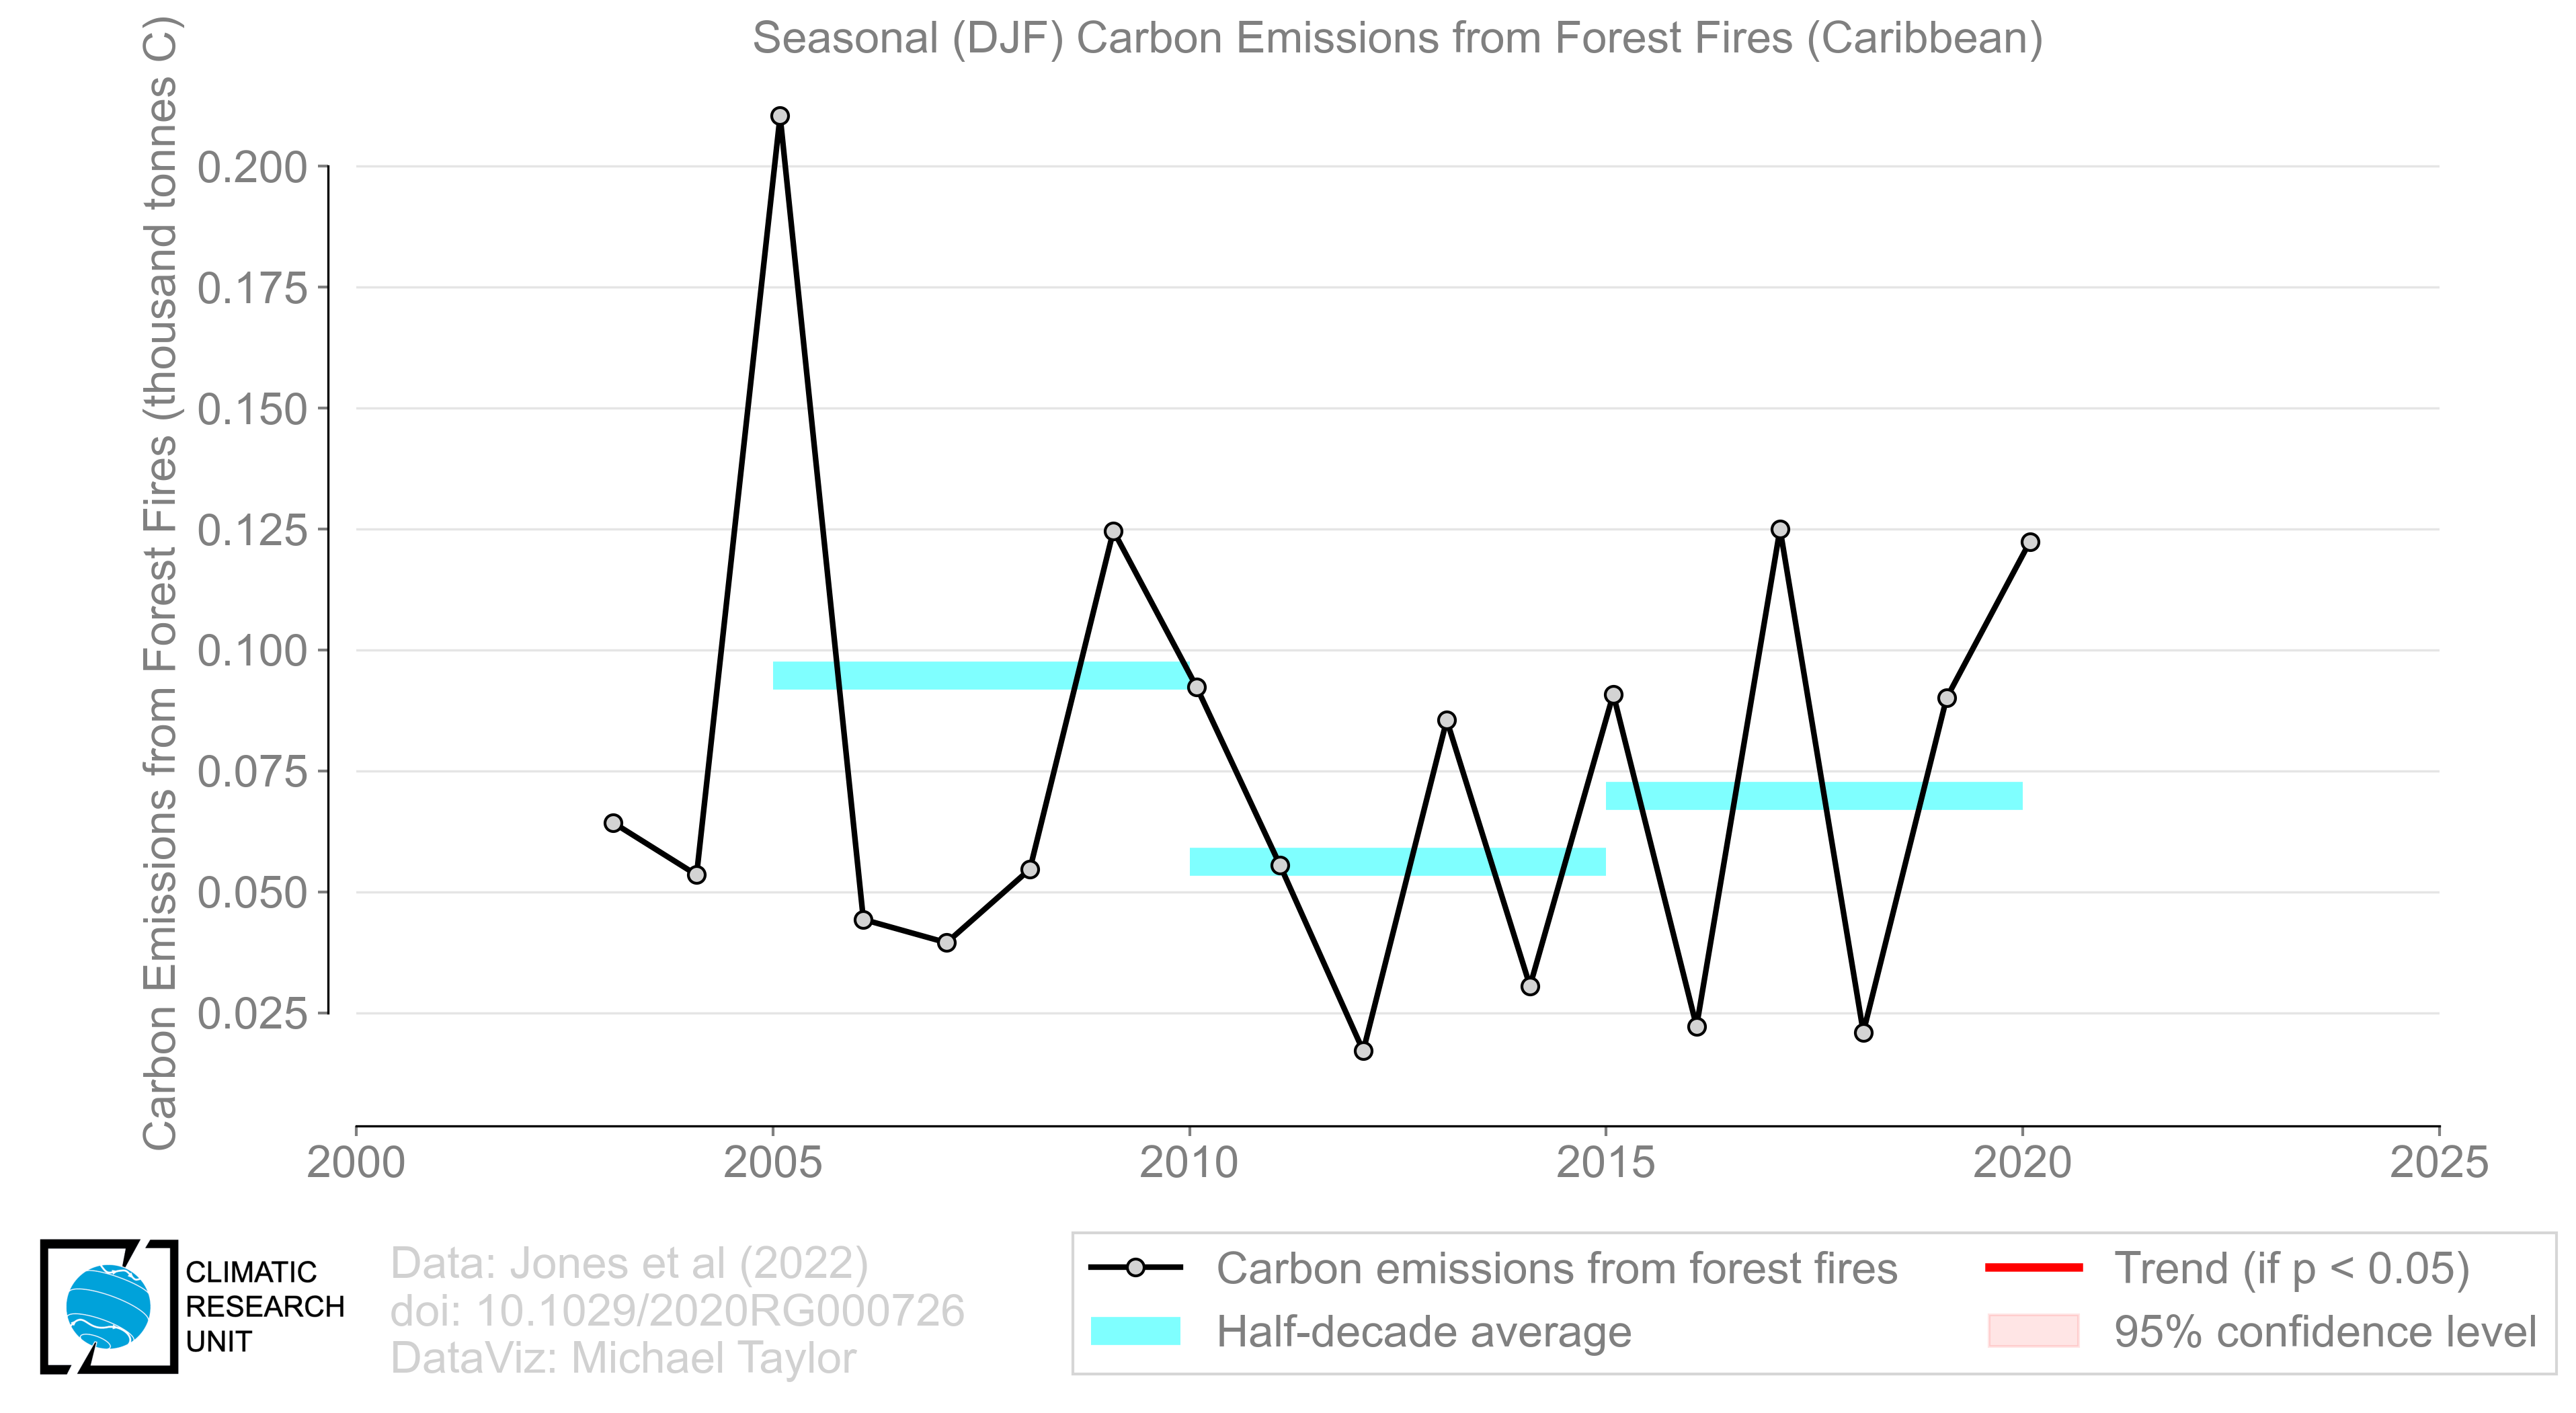 Seasonal (DJF) Carbon Emissions from Forest Fires (Caribbean)
Carbon Emissions from Forest Fires (thousand tonnes C)
0.200
0.175
0.150
0.125
0.100
0.075
0.050
0.025
2000 2005 2010 2015 2020 2025
CLIMATIC
RESEARCH
UNIT
Data: Jones et al (2022)
doi: 10.1029/2020RG000726
DataViz: Michael Taylor
Carbon emissions from forest fires
Half-decade average
Trend (if p < 0.05)
95% confidence level